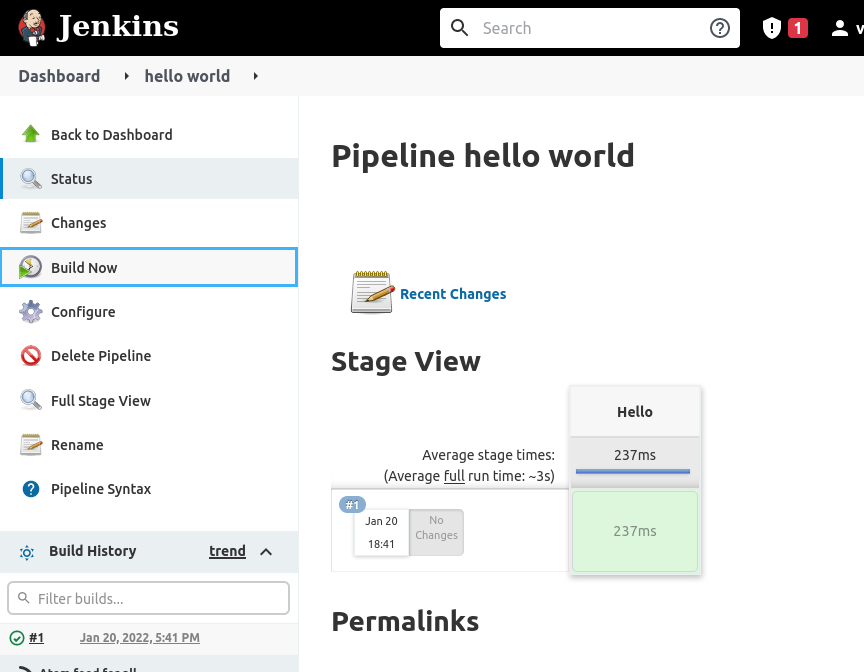 Jenkins
Search
1
Dashboard
hello world
Back to Dashboard
Status
Changes
Build Now
Configure
Delete Pipeline
Full Stage View
Rename
Pipeline Syntax
Build History
trend
Filter builds...
#1
Jan 20, 2022, 5:41 PM
Pipeline hello world
Recent Changes
Stage View
Hello
Average stage times:
237ms
(Average full run time: ~3s)
#1
Jan 20
18:41
No
Changes
237ms
Permalinks